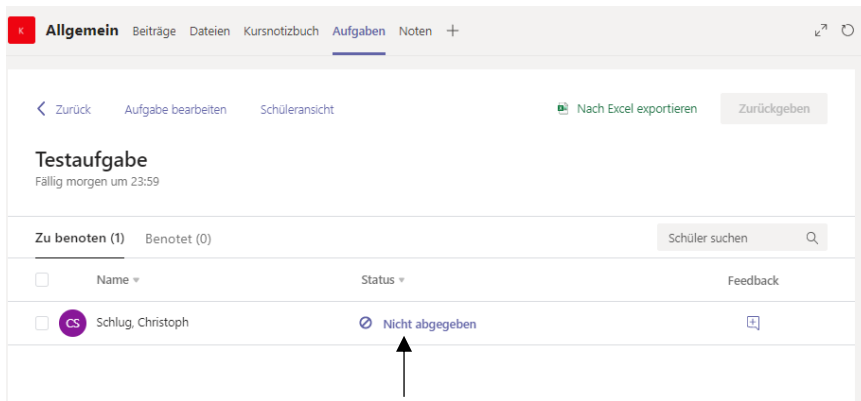 K Allgemein Beiträge Dateien Kursnotizbuch Aufgaben Noten
Zurück Aufgabe bearbeiten Schüleransicht Nach Excel exportieren Zurückgeben
Testaufgabe
Fällig morgen um 23:59
Zu benoten (1) Benotet (0) Schüler suchen
Name Status Feedback
CS Schlug, Christoph Nicht abgegeben